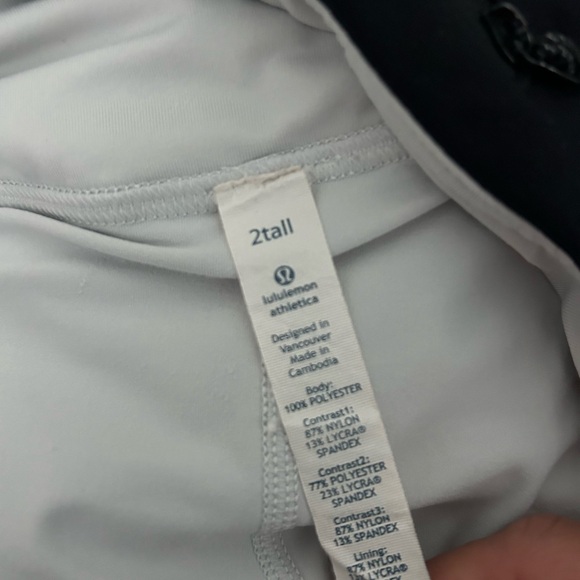 2tall
lululemon
athletica
Designed in
Vancouver
Made in
Cambodia
Body:
100% POLYESTER
Contrast1:
87% NYLON
13% LYCRA®
SPANDEX
Contrast2:
77% POLYESTER
23% LYCRA®
SPANDEX
Contrast3:
87% NYLON
13% SPANDEX
Lining:
NYLON